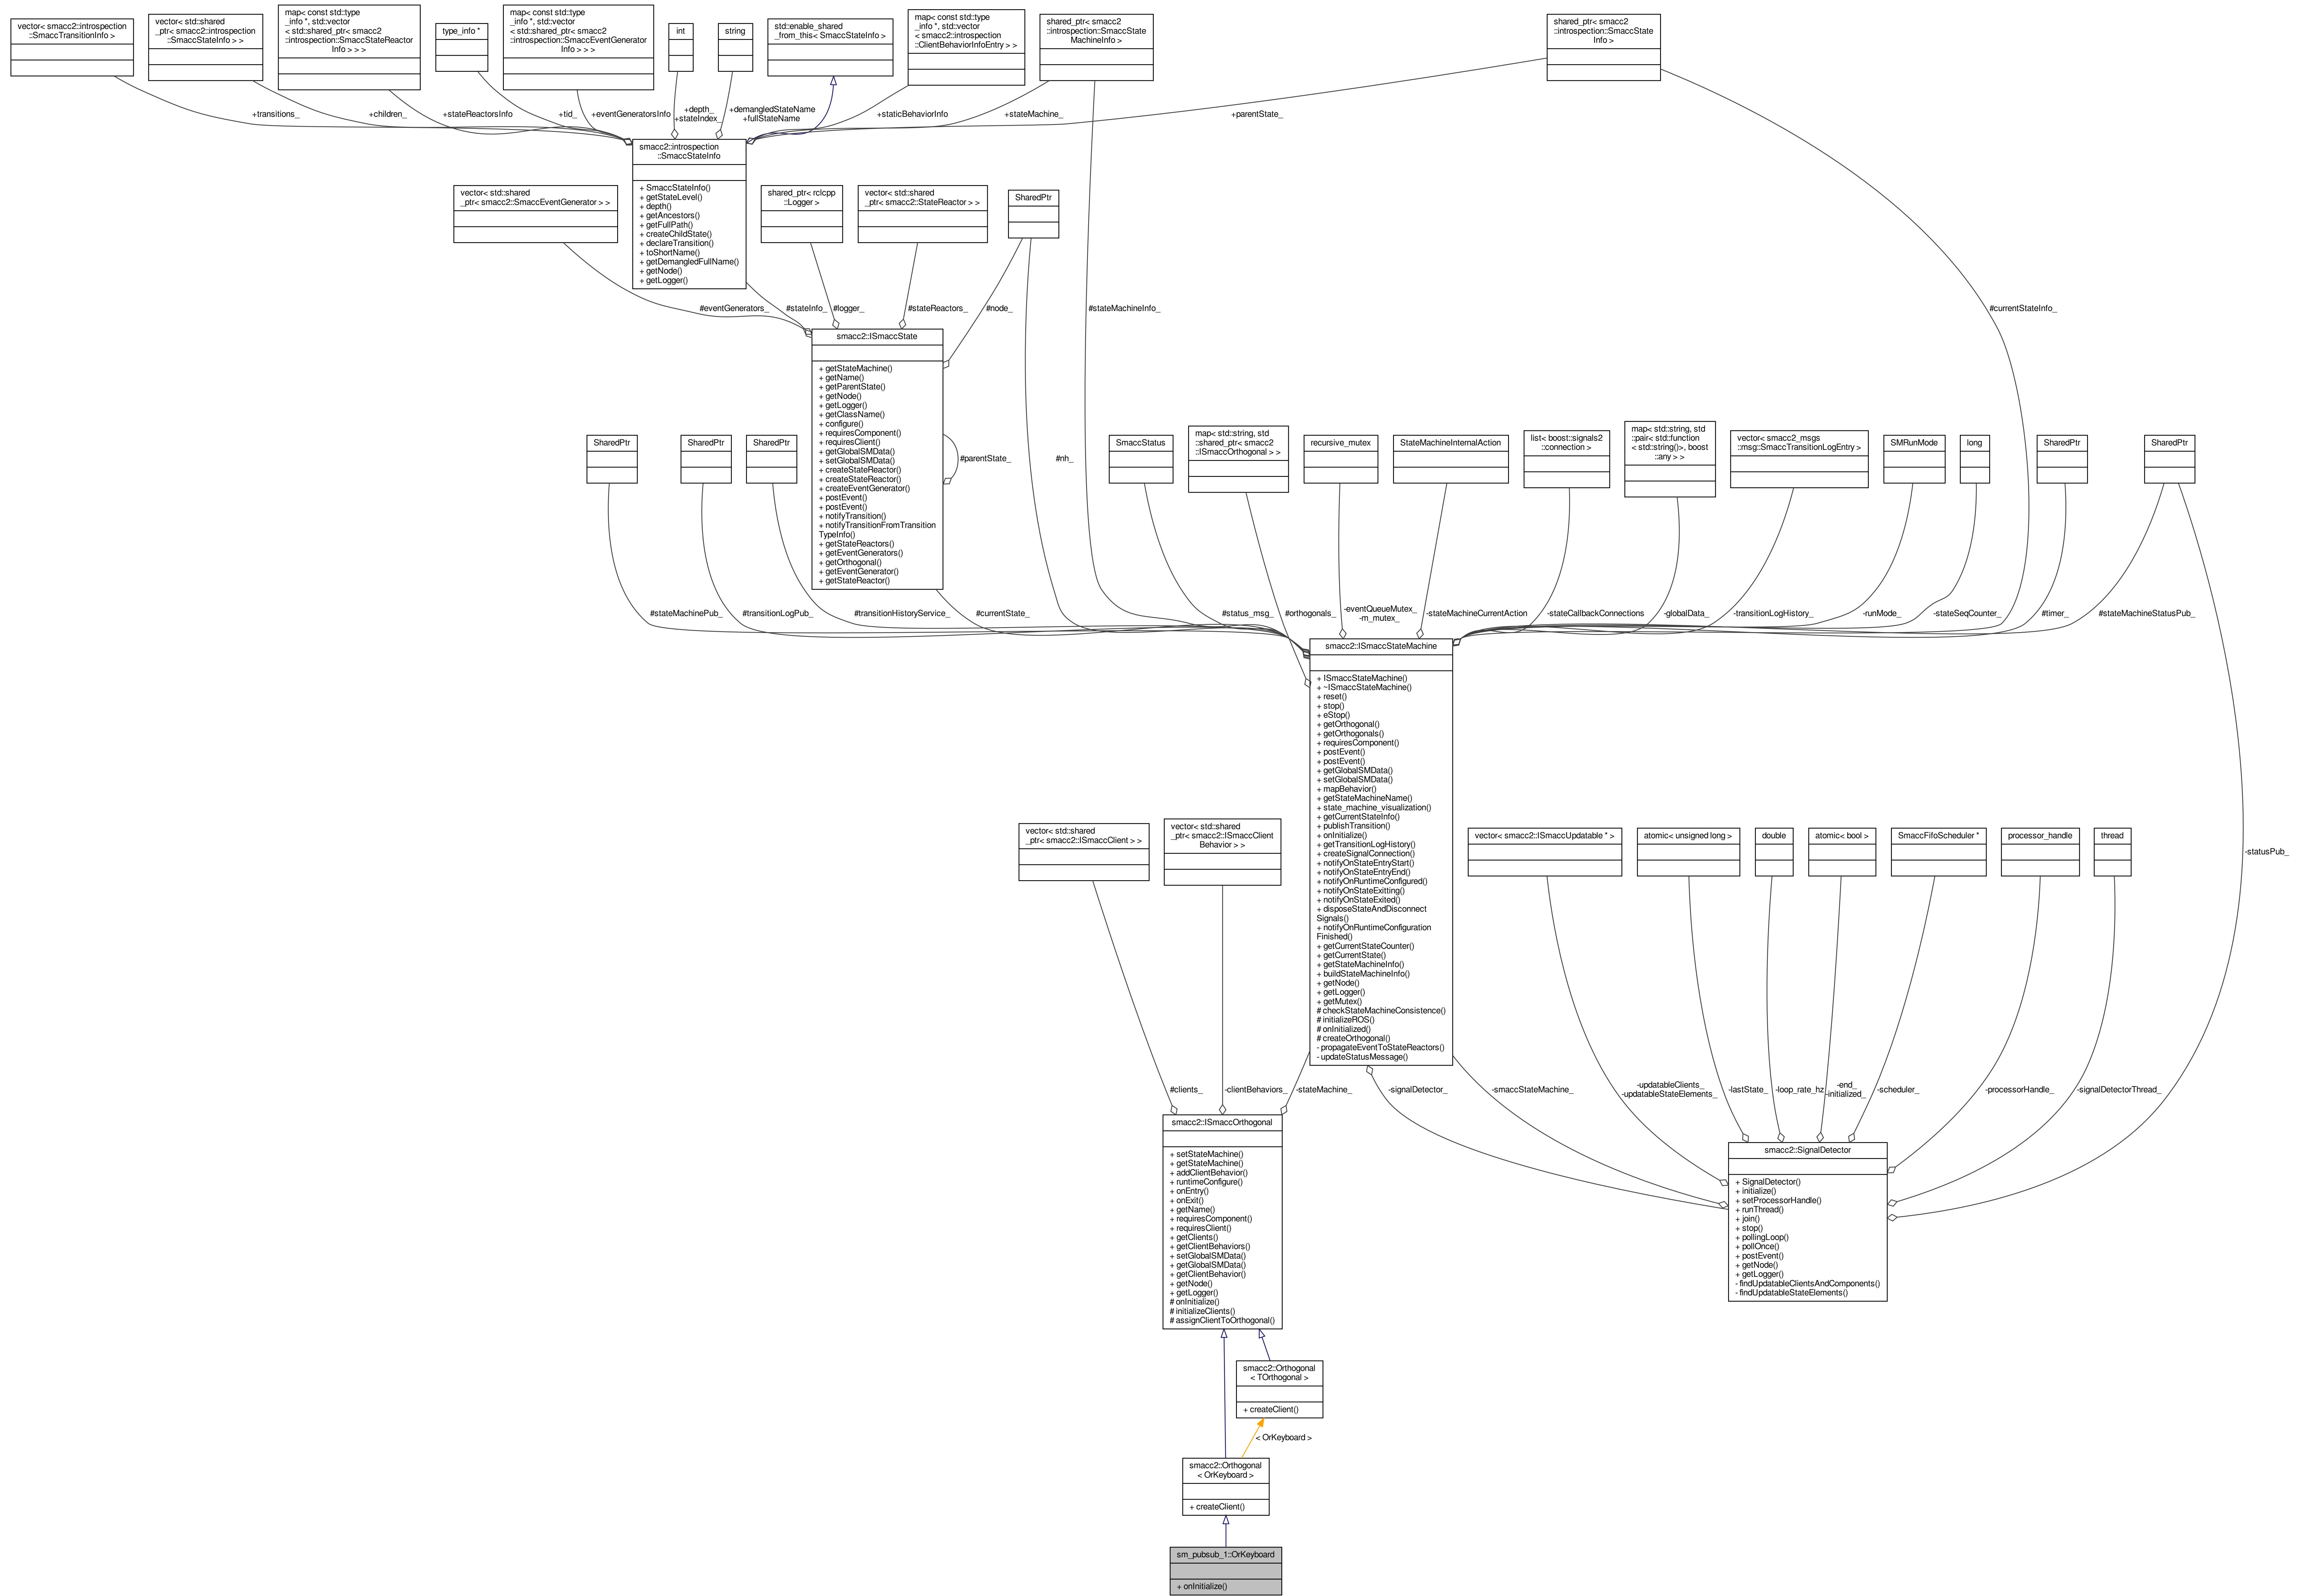 vector< smacc2::introspection
::SmaccTransitionInfo >
vector< std::shared
_ptr< smacc2::introspection
::SmaccStateInfo > >
map< const std::type
_info *, std::vector
< std::shared_ptr< smacc2
::introspection::SmaccStateReactor
Info > > >
type_info *
map< const std::type
_info *, std::vector
< std::shared_ptr< smacc2
::introspection::SmaccEventGenerator
Info > > >
int
string
std::enable_shared
_from_this< SmaccStateInfo >
map< const std::type
_info *, std::vector
< smacc2::introspection
::ClientBehaviorInfoEntry > >
shared_ptr< smacc2
::introspection::SmaccState
MachineInfo >
shared_ptr< smacc2
::introspection::SmaccState
Info >
+transitions_
+children_
+stateReactorsInfo
+tid_
+eventGeneratorsInfo
+depth_
+stateIndex_
+demangledStateName
+fullStateName
+staticBehaviorInfo
+stateMachine_
+parentState_
smacc2::introspection
::SmaccStateInfo
+ SmaccStateInfo()
+ getStateLevel()
+ depth()
+ getAncestors()
+ getFullPath()
+ createChildState()
+ declareTransition()
+ toShortName()
+ getDemangledFullName()
+ getNode()
+ getLogger()
vector< std::shared
_ptr< smacc2::SmaccEventGenerator > >
shared_ptr< rclcpp
::Logger >
vector< std::shared
_ptr< smacc2::StateReactor > >
SharedPtr
#eventGenerators_
#stateInfo_
#logger_
#stateReactors_
#node_
#stateMachineInfo_
#currentStateInfo_
smacc2::ISmaccState
+ getStateMachine()
+ getName()
+ getParentState()
+ getNode()
+ getLogger()
+ getClassName()
+ configure()
+ requiresComponent()
+ requiresClient()
+ getGlobalSMData()
+ setGlobalSMData()
+ createStateReactor()
+ createStateReactor()
+ createEventGenerator()
+ postEvent()
+ postEvent()
+ notifyTransition()
+ notifyTransitionFromTransition
TypeInfo()
+ getStateReactors()
+ getEventGenerators()
+ getOrthogonal()
+ getEventGenerator()
+ getStateReactor()
#parentState_
#nh_
SharedPtr
SharedPtr
SharedPtr
SmaccStatus
map< std::string, std
::shared_ptr< smacc2
::ISmaccOrthogonal > >
recursive_mutex
StateMachineInternalAction
list< boost::signals2
::connection >
map< std::string, std
::pair< std::function
< std::string()>, boost
::any > >
vector< smacc2_msgs
::msg::SmaccTransitionLogEntry >
SMRunMode
long
SharedPtr
SharedPtr
#stateMachinePub_
#transitionLogPub_
#transitionHistoryService_
#currentState_
#status_msg_
#orthogonals_
-eventQueueMutex_
-m_mutex_
-stateMachineCurrentAction
-stateCallbackConnections
-globalData_
-transitionLogHistory_
-runMode_
-stateSeqCounter_
#timer_
#stateMachineStatusPub_
smacc2::ISmaccStateMachine
+ ISmaccStateMachine()
+ ~ISmaccStateMachine()
+ reset()
+ stop()
+ eStop()
+ getOrthogonal()
+ getOrthogonals()
+ requiresComponent()
+ postEvent()
+ postEvent()
+ getGlobalSMData()
+ setGlobalSMData()
+ mapBehavior()
+ getStateMachineName()
+ state_machine_visualization()
+ getCurrentStateInfo()
+ publishTransition()
+ onInitialize()
+ getTransitionLogHistory()
+ createSignalConnection()
+ notifyOnStateEntryStart()
+ notifyOnStateEntryEnd()
+ notifyOnRuntimeConfigured()
+ notifyOnStateExitting()
+ notifyOnStateExited()
+ disposeStateAndDisconnect
Signals()
+ notifyOnRuntimeConfiguration
Finished()
+ getCurrentStateCounter()
+ getCurrentState()
+ getStateMachineInfo()
+ buildStateMachineInfo()
+ getNode()
+ getLogger()
+ getMutex()
# checkStateMachineConsistence()
# initializeROS()
# onInitialized()
# createOrthogonal()
- propagateEventToStateReactors()
- updateStatusMessage()
vector< std::shared
_ptr< smacc2::ISmaccClient > >
vector< std::shared
_ptr< smacc2::ISmaccClient
Behavior > >
vector< smacc2::ISmaccUpdatable * >
atomic< unsigned long >
double
atomic< bool >
SmaccFifoScheduler *
processor_handle
thread
-statusPub_
#clients_
-clientBehaviors_
-stateMachine_
-signalDetector_
-smaccStateMachine_
-updatableClients_
-updatableStateElements_
-lastState_
-loop_rate_hz
-end_
-initialized_
-scheduler_
-processorHandle_
-signalDetectorThread_
smacc2::ISmaccOrthogonal
+ setStateMachine()
+ getStateMachine()
+ addClientBehavior()
+ runtimeConfigure()
+ onEntry()
+ onExit()
+ getName()
+ requiresComponent()
+ requiresClient()
+ getClients()
+ getClientBehaviors()
+ setGlobalSMData()
+ getGlobalSMData()
+ getClientBehavior()
+ getNode()
+ getLogger()
# onInitialize()
# initializeClients()
# assignClientToOrthogonal()
smacc2::SignalDetector
+ SignalDetector()
+ initialize()
+ setProcessorHandle()
+ runThread()
+ join()
+ stop()
+ pollingLoop()
+ pollOnce()
+ postEvent()
+ getNode()
+ getLogger()
- findUpdatableClientsAndComponents()
- findUpdatableStateElements()
smacc2::Orthogonal
< TOrthogonal >
+ createClient()
< OrKeyboard >
smacc2::Orthogonal
< OrKeyboard >
+ createClient()
sm_pubsub_1::OrKeyboard
+ onInitialize()